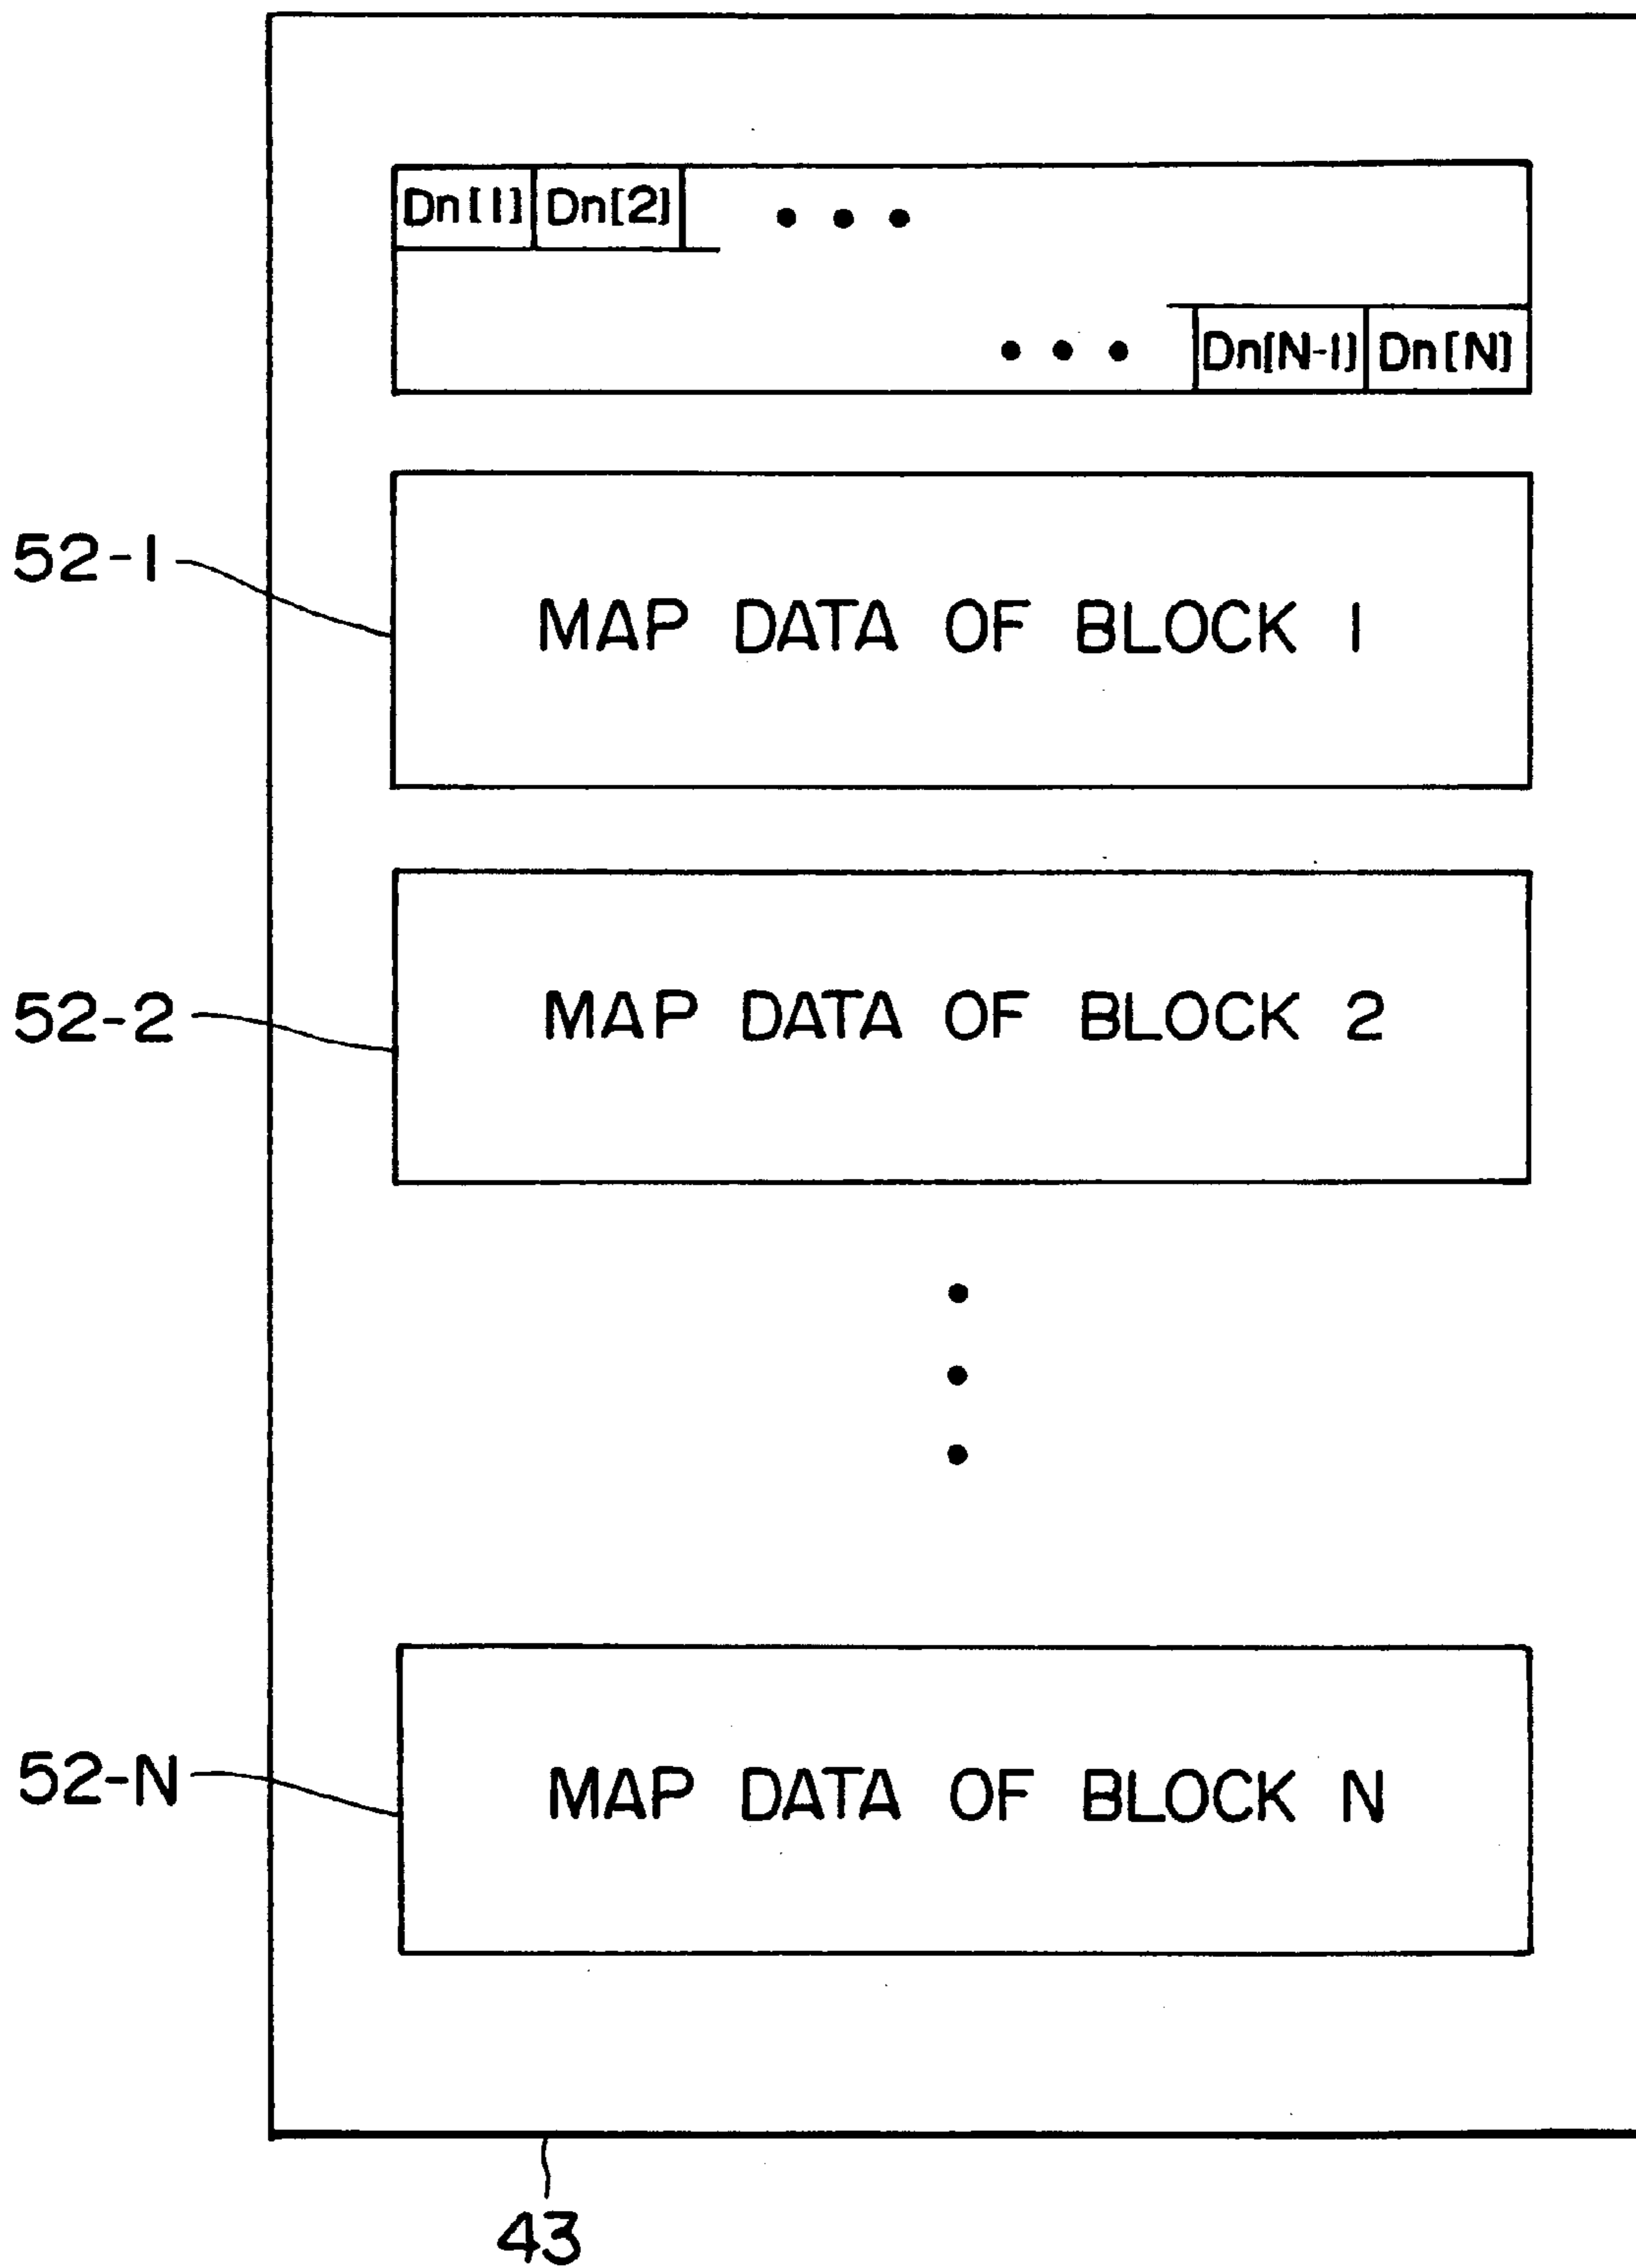 Dn[1] Dn[2] • • •
• • • Dn[N-1] Dn[N]
52-1
MAP DATA OF BLOCK 1
52-2
MAP DATA OF BLOCK 2
52-N
MAP DATA OF BLOCK N
43